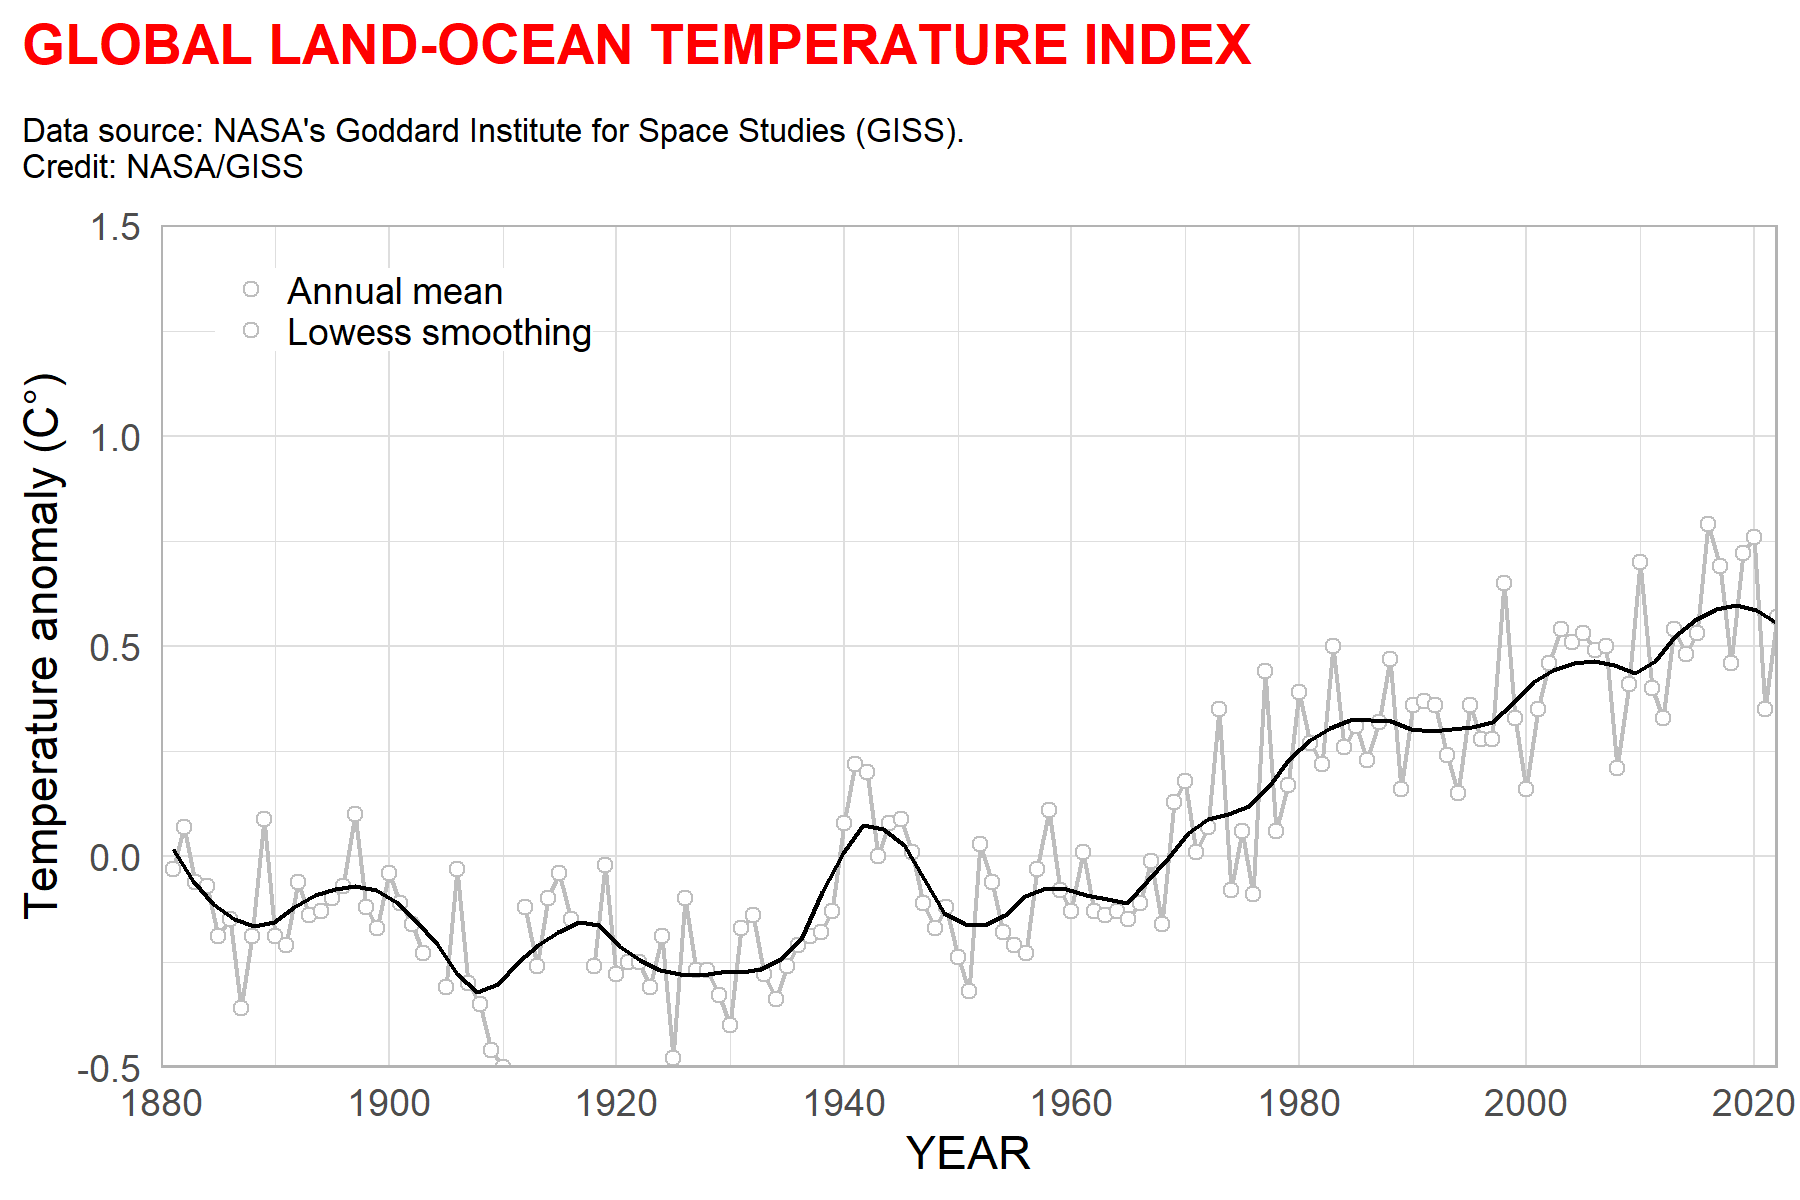 GLOBAL LAND-OCEAN TEMPERATURE INDEX
Data source: NASA's Goddard Institute for Space Studies (GISS).
Credit: NASA/GISS
1.5
1.0
0.5
0.0
-0.5
Temperature anomaly (C°)
Annual mean
Lowess smoothing
1880 1900 1920 1940 1960 1980 2000 2020
YEAR